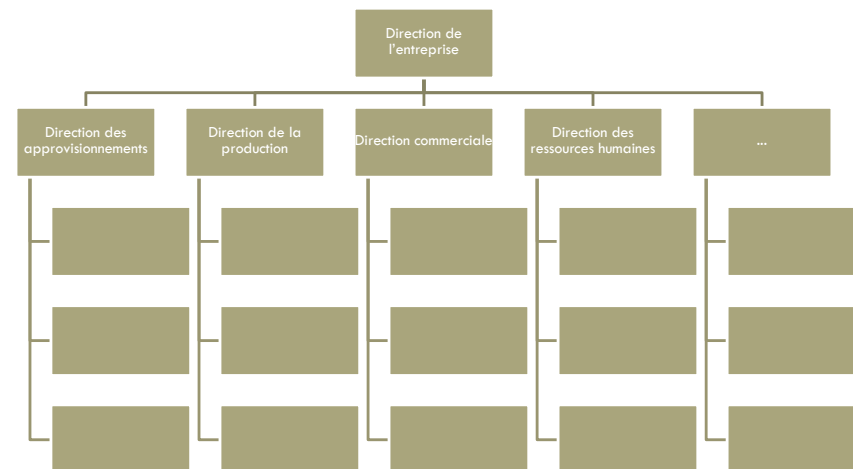 Direction de
l'entreprise
Direction des
approvisionnements
Direction de la
production
Direction commerciale
Direction des
ressources humaines
...